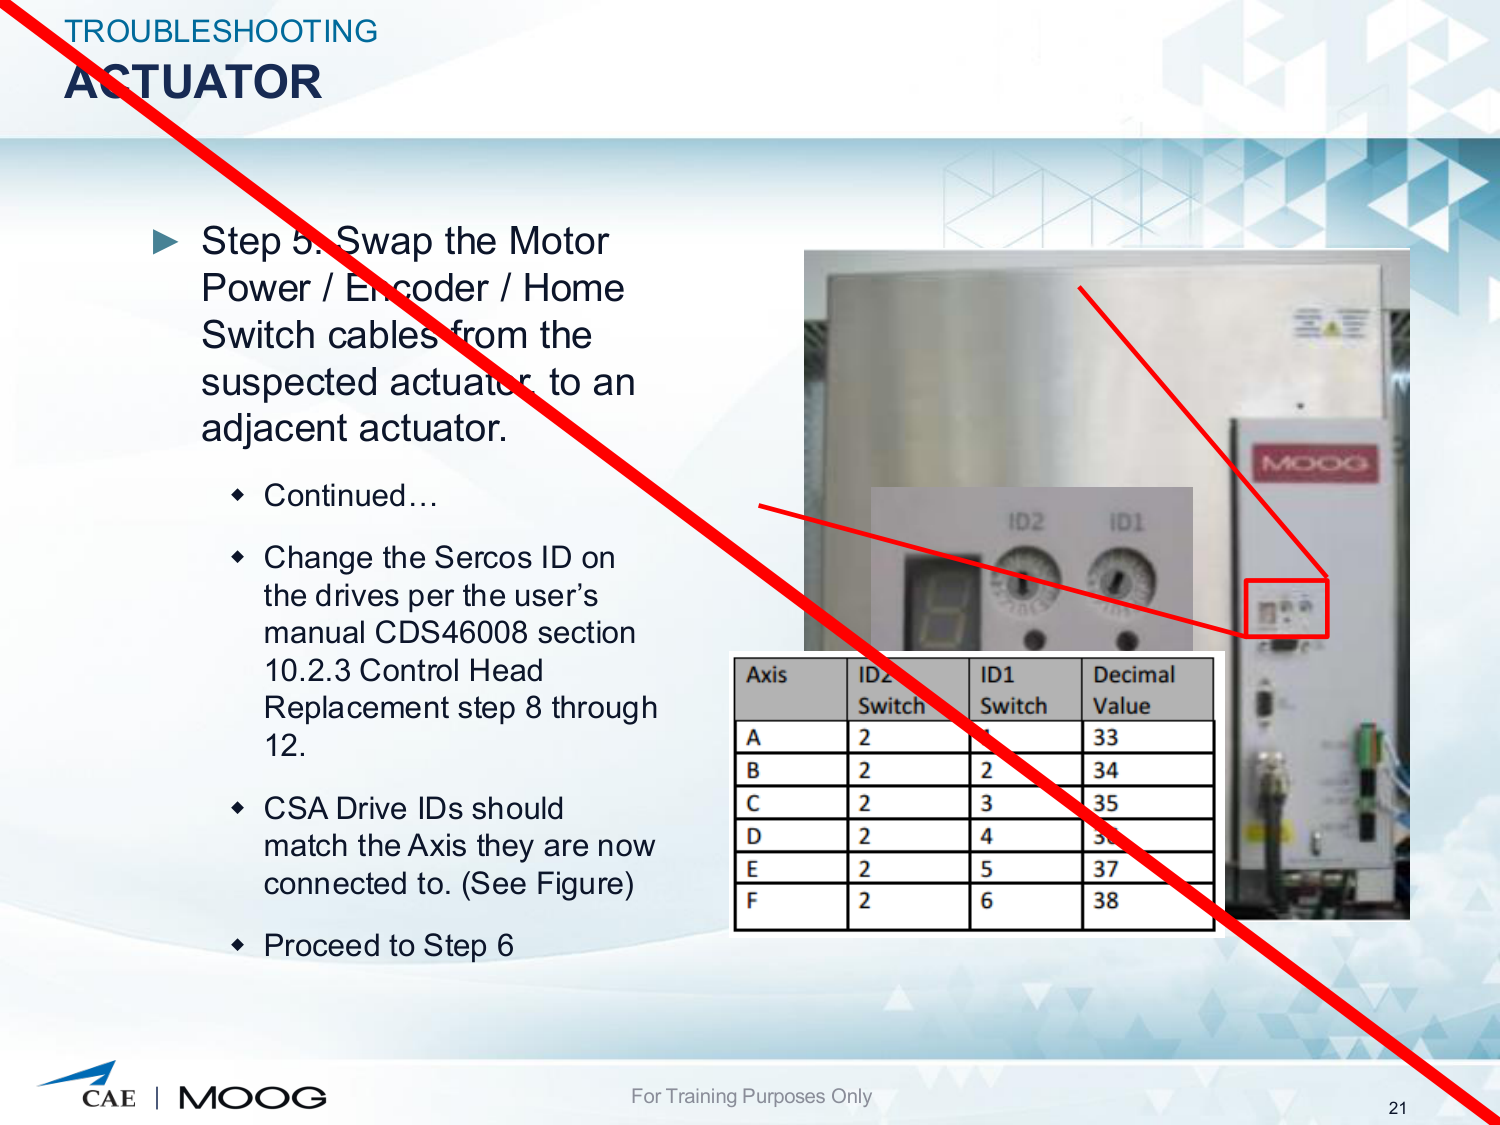 TROUBLESHOOTING
ACTUATOR
► Step 5: Swap the Motor
Power / Encoder / Home
Switch cables from the
suspected actuator, to an
adjacent actuator.
◆ Continued…
◆ Change the Sercos ID on
the drives per the user’s
manual CDS46008 section
10.2.3 Control Head
Replacement step 8 through
12.
◆ CSA Drive IDs should
match the Axis they are now
connected to. (See Figure)
◆ Proceed to Step 6
MOOG
ID2 ID1
Axis ID2 Switch ID1 Switch Decimal Value
A 2 1 33
B 2 2 34
C 2 3 35
D 2 4 36
E 2 5 37
F 2 6 38
CAE | MOOG
For Training Purposes Only
21